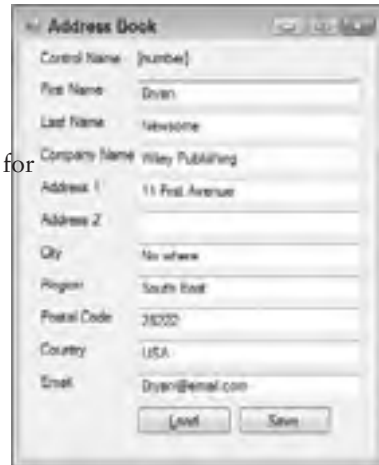 Address Book
Control Name [number]
First Name Bryan
Last Name Newsome
for Company Name Wiley Publishing
Address 1 11 First Avenue
Address 2
City No where
Region South East
Postal Code 28222
Country USA
Email Bryan@email.com
Load Save